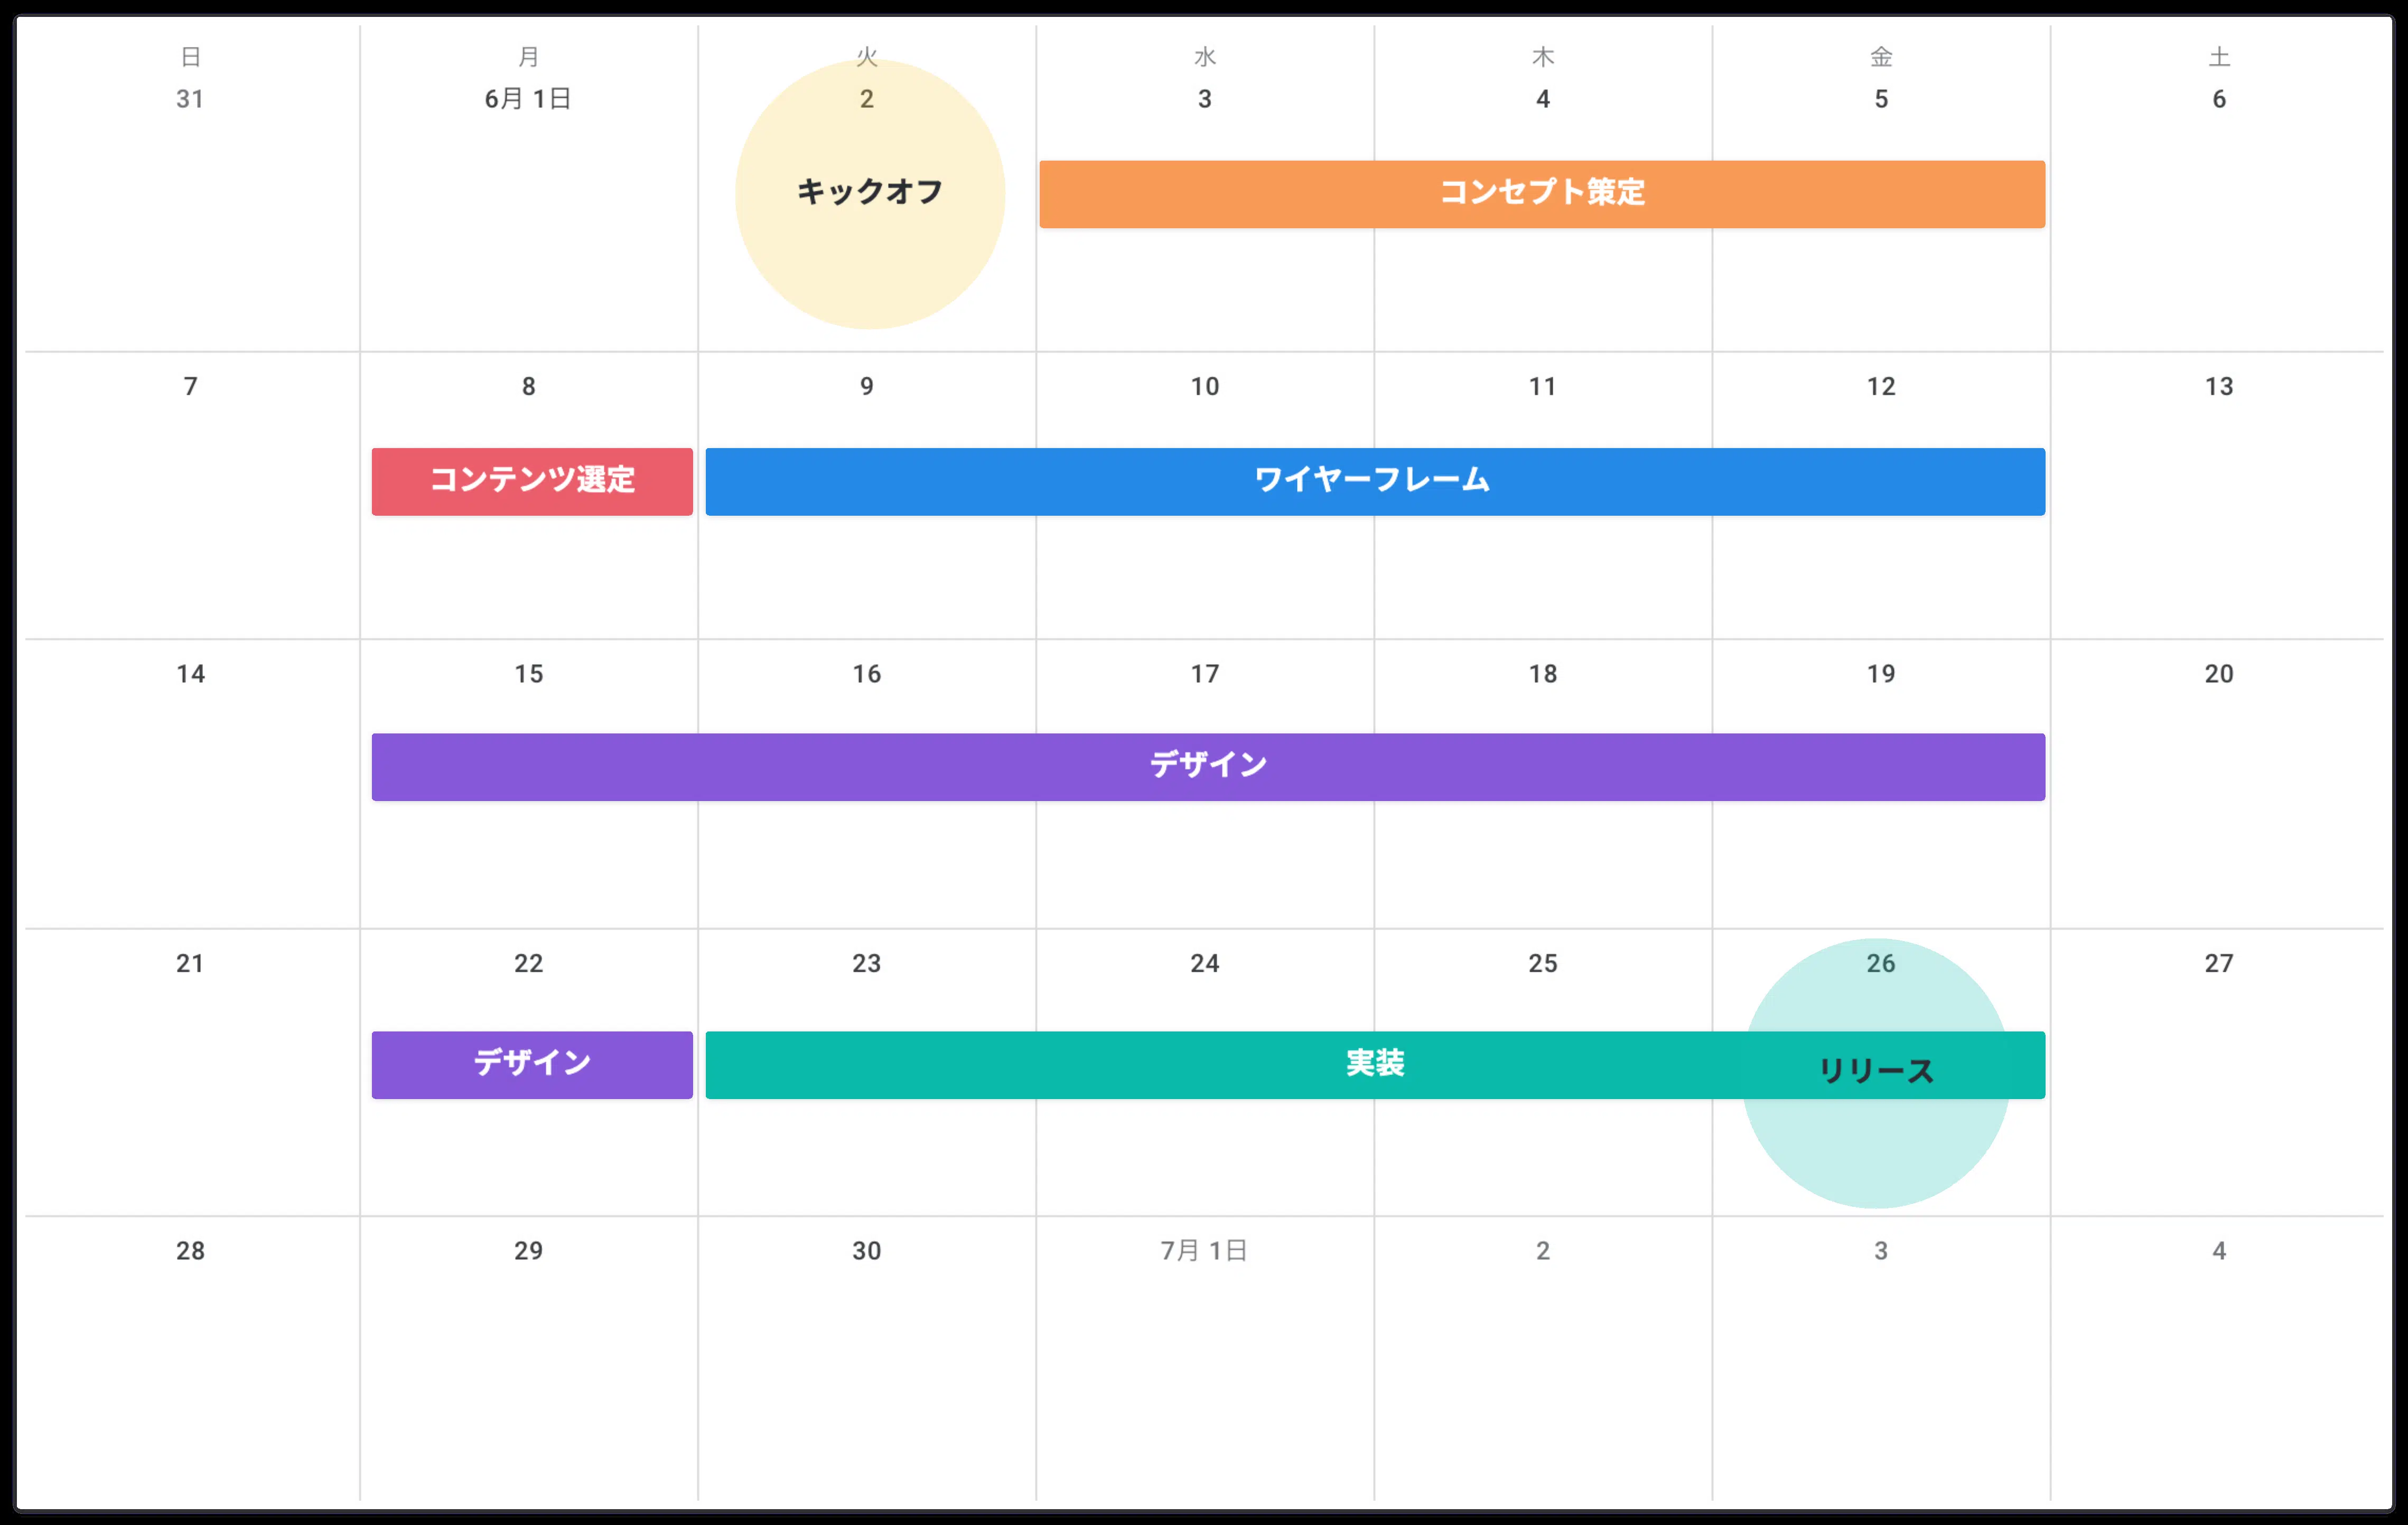 日 月 火 水 木 金 土
31 6月 1日 2 3 4 5 6
キックオフ コンセプト策定
7 8 9 10 11 12 13
コンテンツ選定 ワイヤーフレーム
14 15 16 17 18 19 20
デザイン
21 22 23 24 25 26 27
デザイン 実装 リリース
28 29 30 7月 1日 2 3 4